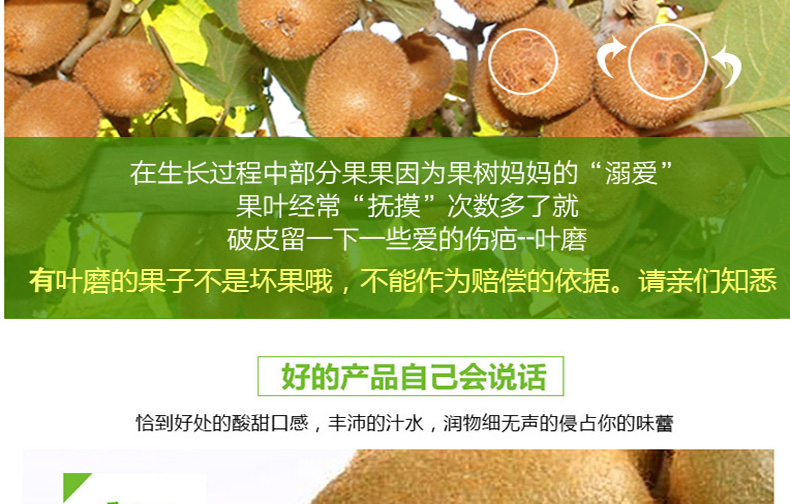 在生长过程中部分果果因为果树妈妈的“溺爱”
果叶经常“抚摸”次数多了就
破皮留一下一些爱的伤疤--叶磨
有叶磨的果子不是坏果哦，不能作为赔偿的依据。请亲们知悉
好的产品自己会说话
恰到好处的酸甜口感，丰沛的汁水，润物细无声的侵占你的味蕾